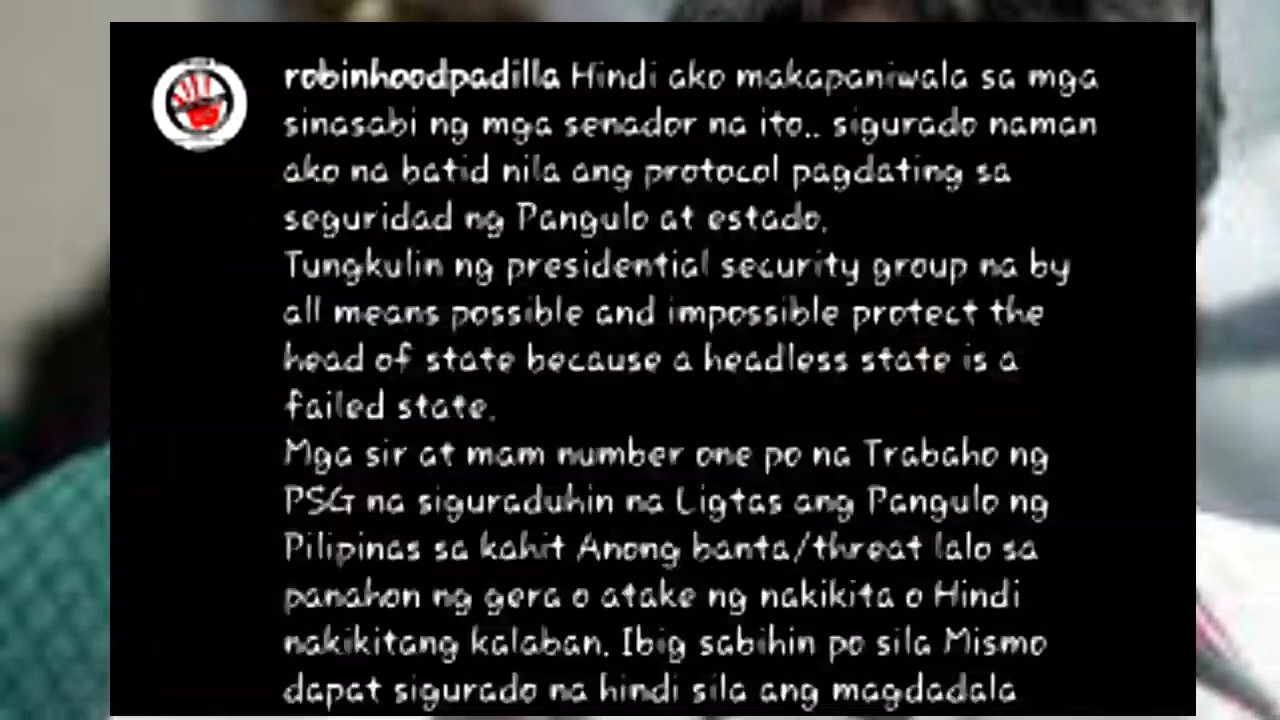 robinhoodpadilla Hindi ako makapaniwala sa mga
sinasabi ng mga senador na ito.. sigurado naman
ako na batid nila ang protocol pagdating sa
seguridad ng Pangulo at estado.
Tungkulin ng presidential security group na by
all means possible and impossible protect the
head of state because a headless state is a
failed state.
Mga sir at mam number one po na Trabaho ng
PSG na siguraduhin na Ligtas ang Pangulo ng
Pilipinas sa kahit Anong banta/threat lalo sa
panahon ng gera o atake ng nakikita o Hindi
nakikitang kalaban. Ibig sabihin po sila Mismo
dapat sigurado na hindi sila ang magdadala